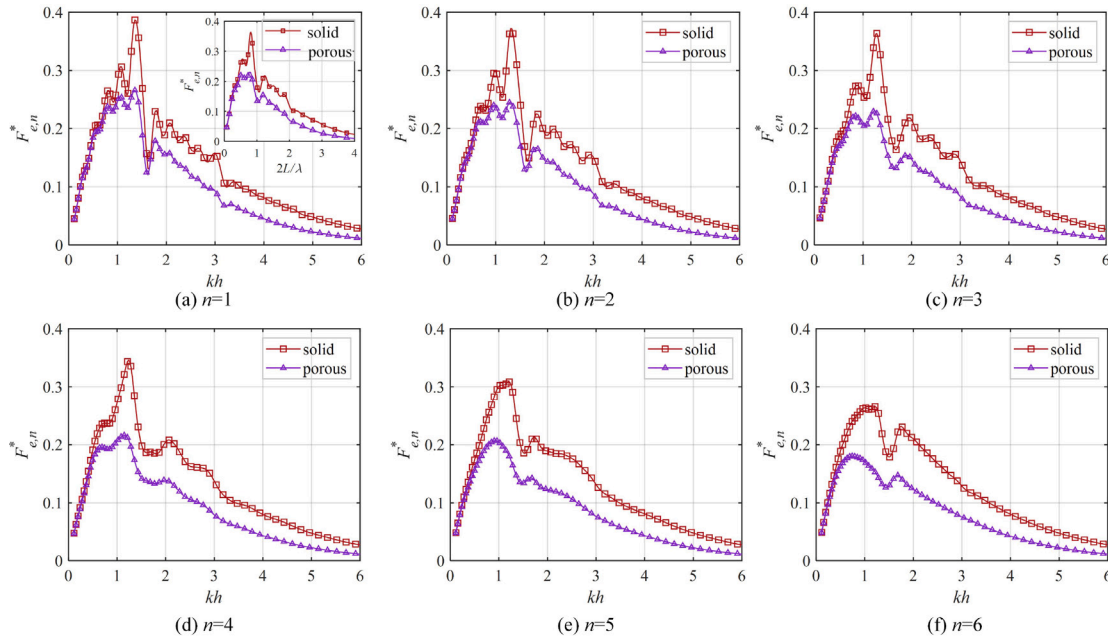 0.4
0.3
0.2
0.1
0
F*e,n
0 1 2 3 4 5 6
kh
(a) n=1
0.4
0.3
0.2
0.1
0
F*e,n
0 1 2 3 4
2L/λ
solid
porous
0.4
0.3
0.2
0.1
0
F*e,n
0 1 2 3 4 5 6
kh
(b) n=2
solid
porous
0.4
0.3
0.2
0.1
0
F*e,n
0 1 2 3 4 5 6
kh
(c) n=3
solid
porous
0.4
0.3
0.2
0.1
0
F*e,n
0 1 2 3 4 5 6
kh
(d) n=4
solid
porous
0.4
0.3
0.2
0.1
0
F*e,n
0 1 2 3 4 5 6
kh
(e) n=5
solid
porous
0.4
0.3
0.2
0.1
0
F*e,n
0 1 2 3 4 5 6
kh
(f) n=6
solid
porous